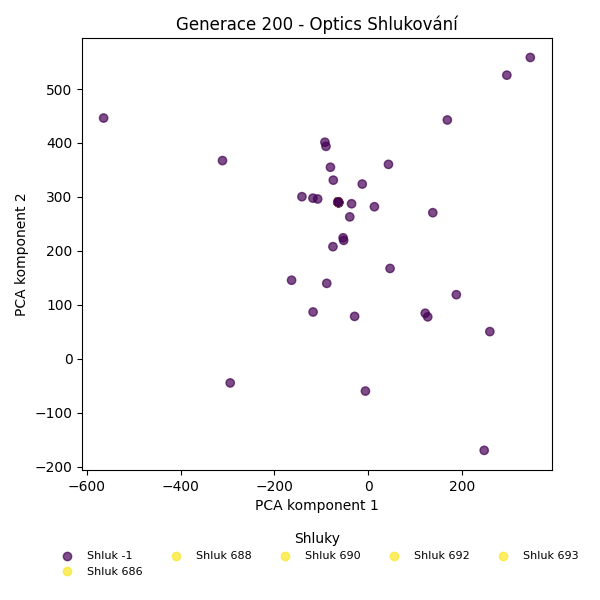 Generace 200 - Optics Shlukování
500
400
300
200
100
0
−100
−200
PCA komponent 2
−600
−400
−200
0
200
PCA komponent 1
Shluky
Shluk -1
Shluk 688
Shluk 690
Shluk 692
Shluk 693
Shluk 686